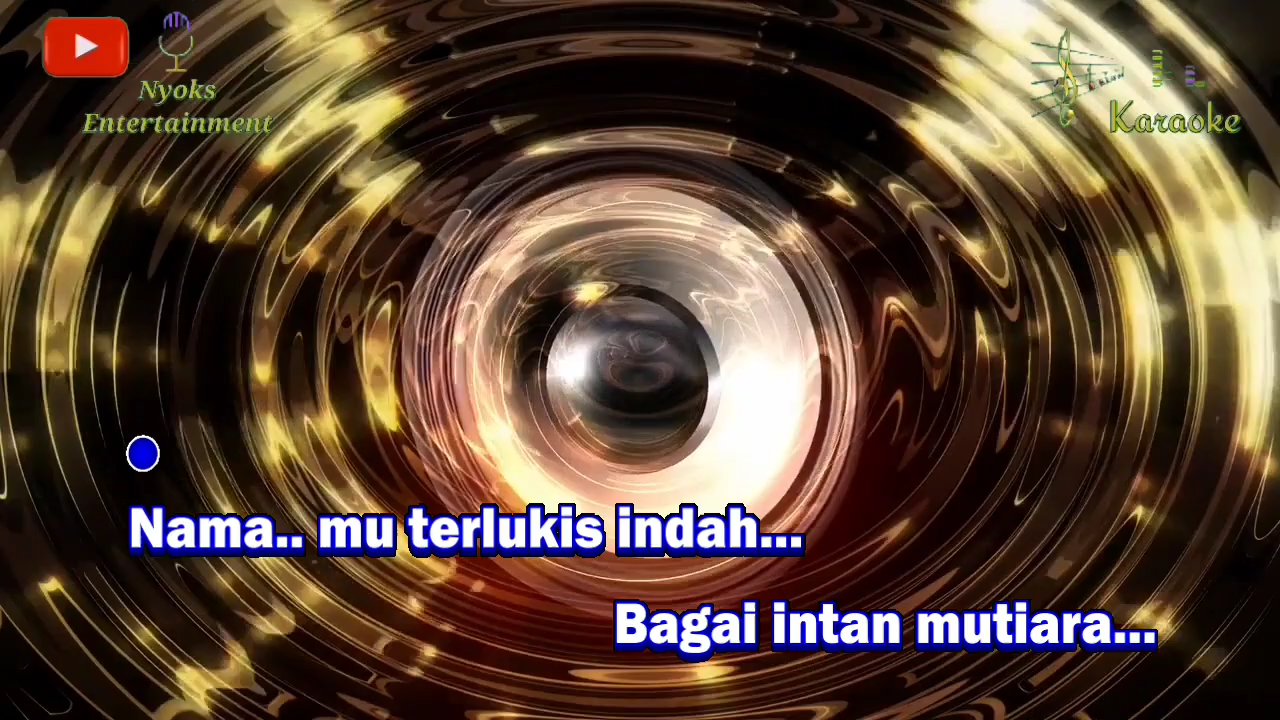 Nyoks
Entertainment
Karaoke
Nama.. mu terlukis indah...
Bagai intan mutiara...